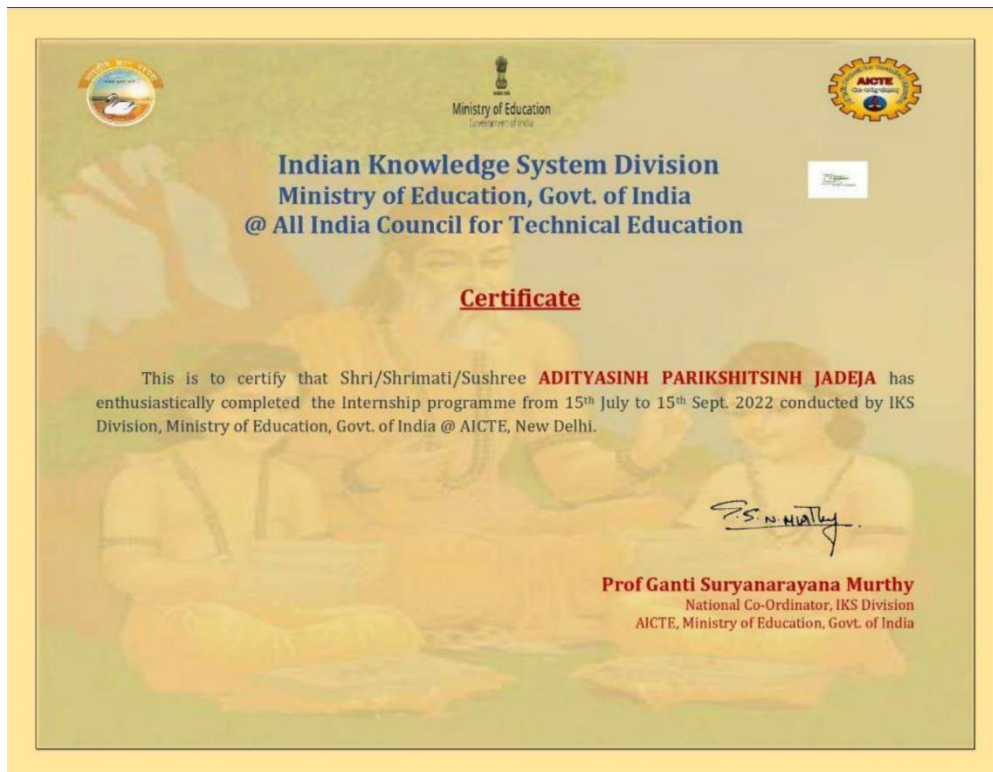 Ministry of Education
Government of India
AICTE
Indian Knowledge System Division
Ministry of Education, Govt. of India
@ All India Council for Technical Education
Certificate
This is to certify that Shri/Shrimati/Sushree ADITYASINH PARIKSHITSINH JADEJA has
enthusiastically completed the Internship programme from 15th July to 15th Sept. 2022 conducted by IKS
Division, Ministry of Education, Govt. of India @ AICTE, New Delhi.
G.S.N. Murthy
Prof Ganti Suryanarayana Murthy
National Co-Ordinator, IKS Division
AICTE, Ministry of Education, Govt. of India